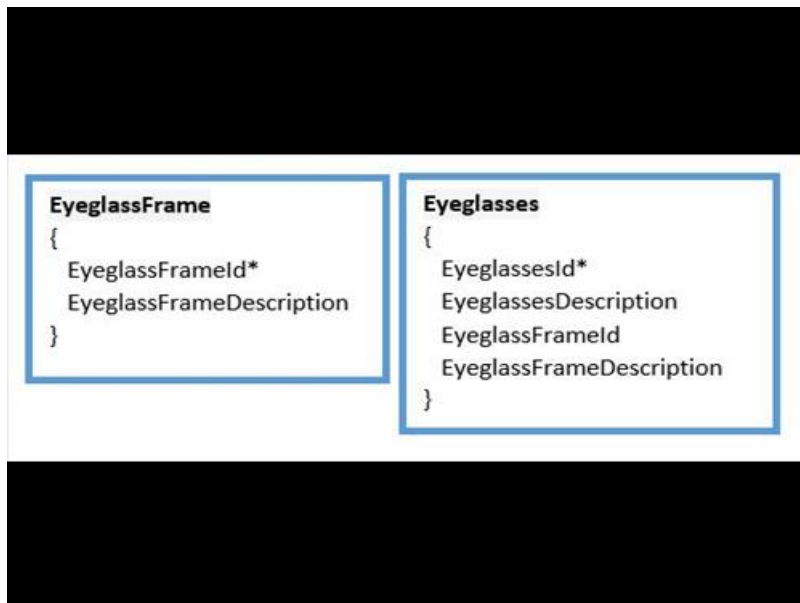 EyeglassFrame
{
EyeglassFrameId*
EyeglassFrameDescription
}
Eyeglasses
{
EyeglassesId*
EyeglassesDescription
EyeglassFrameId
EyeglassFrameDescription
}